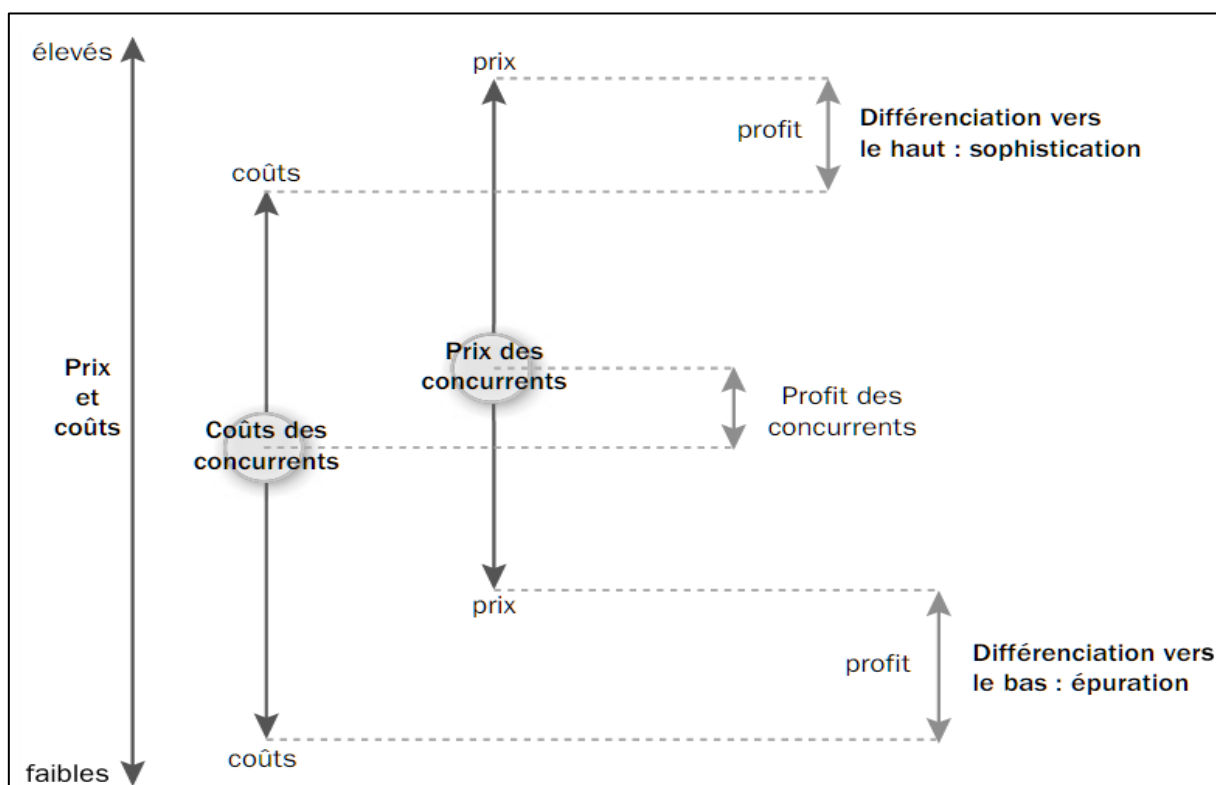 élevés
prix
profit
Différenciation vers
le haut : sophistication
coûts
Prix
et
coûts
Prix des
concurrents
Profit des
concurrents
Coûts des
concurrents
prix
profit
Différenciation vers
le bas : épuration
coûts
faibles